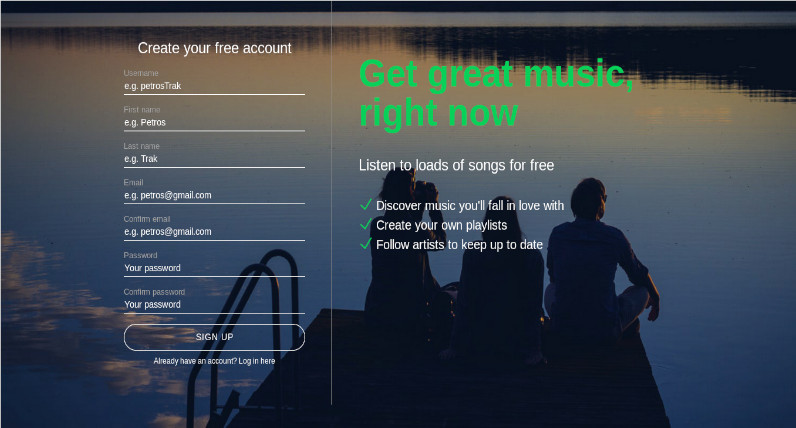 Create your free account
Username
e.g. petrosTrak
First name
e.g. Petros
Last name
e.g. Trak
Email
e.g. petros@gmail.com
Confirm email
e.g. petros@gmail.com
Password
Your password
Confirm password
Your password
SIGN UP
Already have an account? Log in here
Get great music,
right now
Listen to loads of songs for free
Discover music you'll fall in love with
Create your own playlists
Follow artists to keep up to date